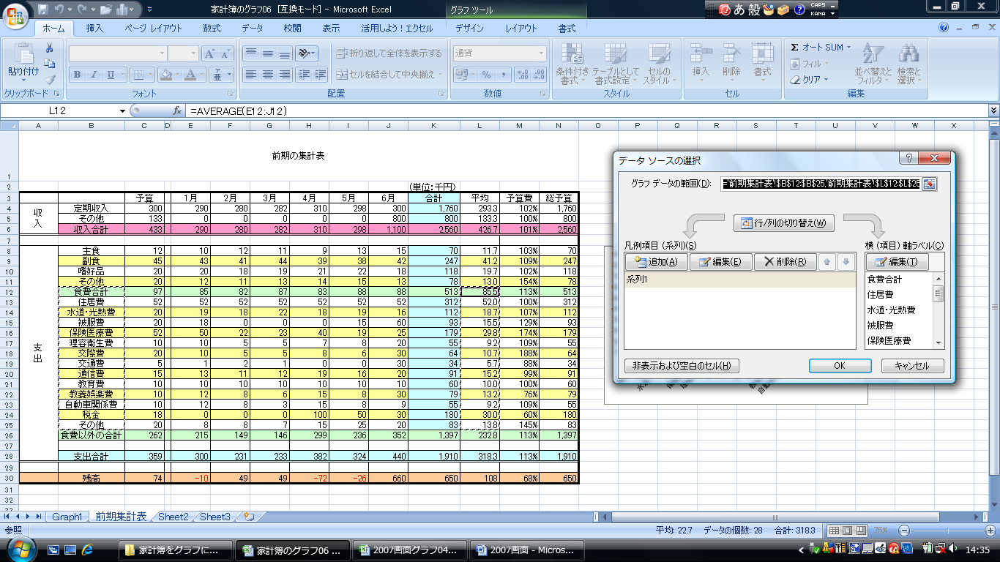 家計簿のグラフ06 [互換モード] - Microsoft Excel グラフ ツール
あ 般 CAPS KANA
ホーム 挿入 ページ レイアウト 数式 データ 校閲 表示 活用しよう！エクセル デザイン レイアウト 書式
貼り付け
クリップボード
B I U
フォント
折り返して全体を表示する
セルを結合して中央揃え
配置
通貨
数値
条件付き書式 テーブルとして書式設定 セルのスタイル
スタイル
挿入 削除 書式
セル
Σ オート SUM
フィル
クリア
並べ替えとフィルタ 検索と選択
編集
L12 fx =AVERAGE(E12:J12)
A B C D E F G H I J K L M N O P Q R S T U V W X
1 前期の集計表
2 (単位：千円)
3 予算 1月 2月 3月 4月 5月 6月 合計 平均 予算費 総予算
収入
4 定期収入 300 290 280 282 310 298 300 1,760 293.3 102% 1,760
5 その他 133 0 0 0 0 0 800 800 133.3 100% 800
6 収入合計 433 290 280 282 310 298 1,100 2,560 426.7 101% 2,560
7
支出
8 主食 12 10 12 11 9 13 15 70 11.7 103% 70
9 副食 45 43 41 44 39 38 42 247 41.2 109% 247
10 嗜好品 20 20 18 19 21 22 18 118 19.7 102% 118
11 その他 20 12 11 13 14 15 13 78 13.0 154% 78
12 食費合計 97 85 82 87 83 88 88 513 85.5 113% 513
13 住居費 52 52 52 52 52 52 52 312 52.0 100% 312
14 水道・光熱費 20 19 18 22 18 19 16 112 18.7 107% 112
15 被服費 20 18 0 0 0 15 60 93 15.5 129% 93
16 保険医療費 52 50 22 23 40 19 25 179 29.8 174% 179
17 理容衛生費 10 10 5 5 7 8 20 55 9.2 109% 55
18 交際費 20 10 5 5 8 6 30 64 10.7 188% 64
19 交通費 5 1 2 1 0 0 30 34 5.7 88% 34
20 通信費 15 13 11 12 19 16 20 91 15.2 99% 91
21 教育費 10 10 10 10 10 10 10 60 10.0 100% 60
22 教養娯楽費 10 12 8 6 15 8 30 79 13.2 76% 79
23 自動車関係費 10 12 8 3 15 8 9 55 9.2 109% 55
24 税金 18 0 0 0 100 50 30 180 30.0 60% 180
25 その他 20 8 8 7 15 25 20 83 13.8 145% 83
26 食費以外の合計 262 215 149 146 299 236 352 1,397 232.8 113% 1,397
27
28 支出合計 359 300 231 233 382 324 440 1,910 318.3 113% 1,910
29
30 残高 74 -10 49 49 -72 -26 660 650 108 68% 650
31
32
データ ソースの選択
グラフ データの範囲(D): ='前期集計表'!$B$12:$B$25,'前期集計表'!$L$12:$L$25
行/列の切り替え(W)
凡例項目 (系列)(S) 横 (項目) 軸ラベル(C)
追加(A) 編集(E) 削除(R) 編集(T)
系列1
食費合計
住居費
水道・光熱費
被服費
保険医療費
非表示および空白のセル(H) OK キャンセル
Graph1 前期集計表 Sheet2 Sheet3
参照 平均: 22.7 データの個数: 28 合計: 318.3 75%
家計簿をグラフに... 家計簿のグラフ06 ... 2007画面グラフ04... 2007画面 - Micros... 14:35